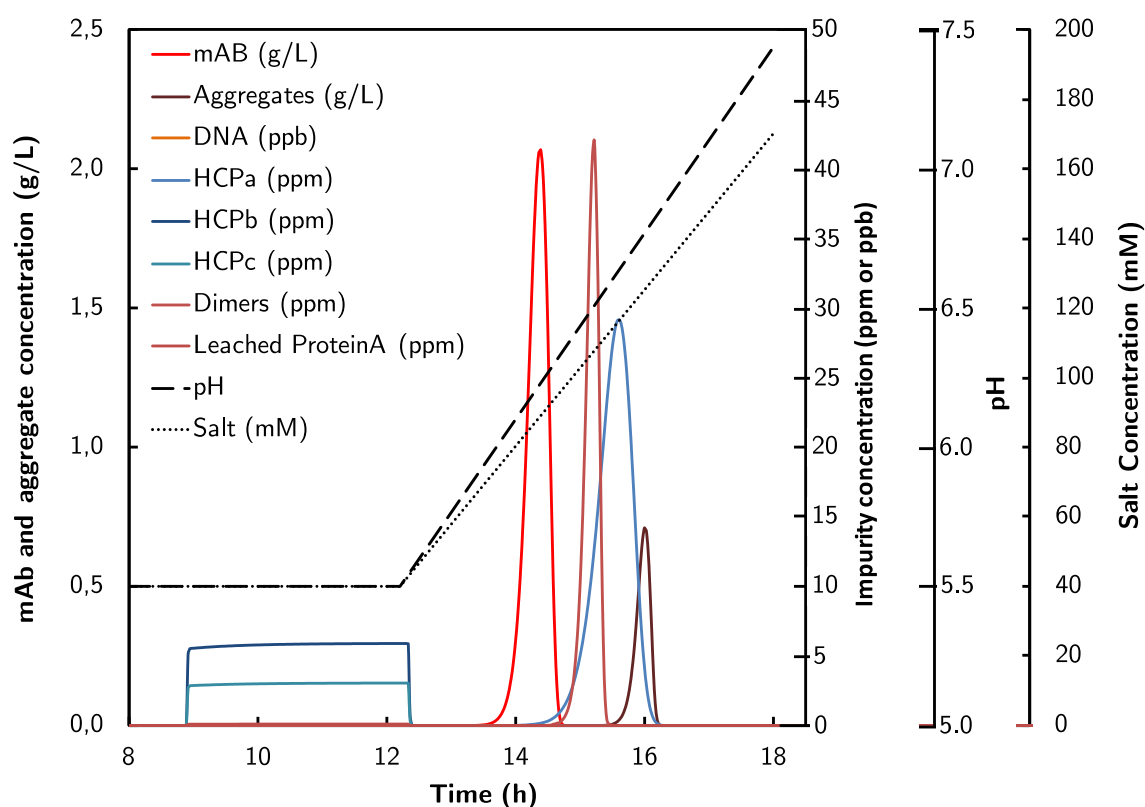 mAb and aggregate concentration (g/L)
2,5
2,0
1,5
1,0
0,5
0,0
mAB (g/L)
Aggregates (g/L)
DNA (ppb)
HCPa (ppm)
HCPb (ppm)
HCPc (ppm)
Dimers (ppm)
Leached ProteinA (ppm)
pH
Salt (mM)
8
10
12
14
16
18
Time (h)
50
45
40
35
30
25
20
15
10
5
0
Impurity concentration (ppm or ppb)
7.5
7.0
6.5
6.0
5.5
5.0
pH
200
180
160
140
120
100
80
60
40
20
0
Salt Concentration (mM)